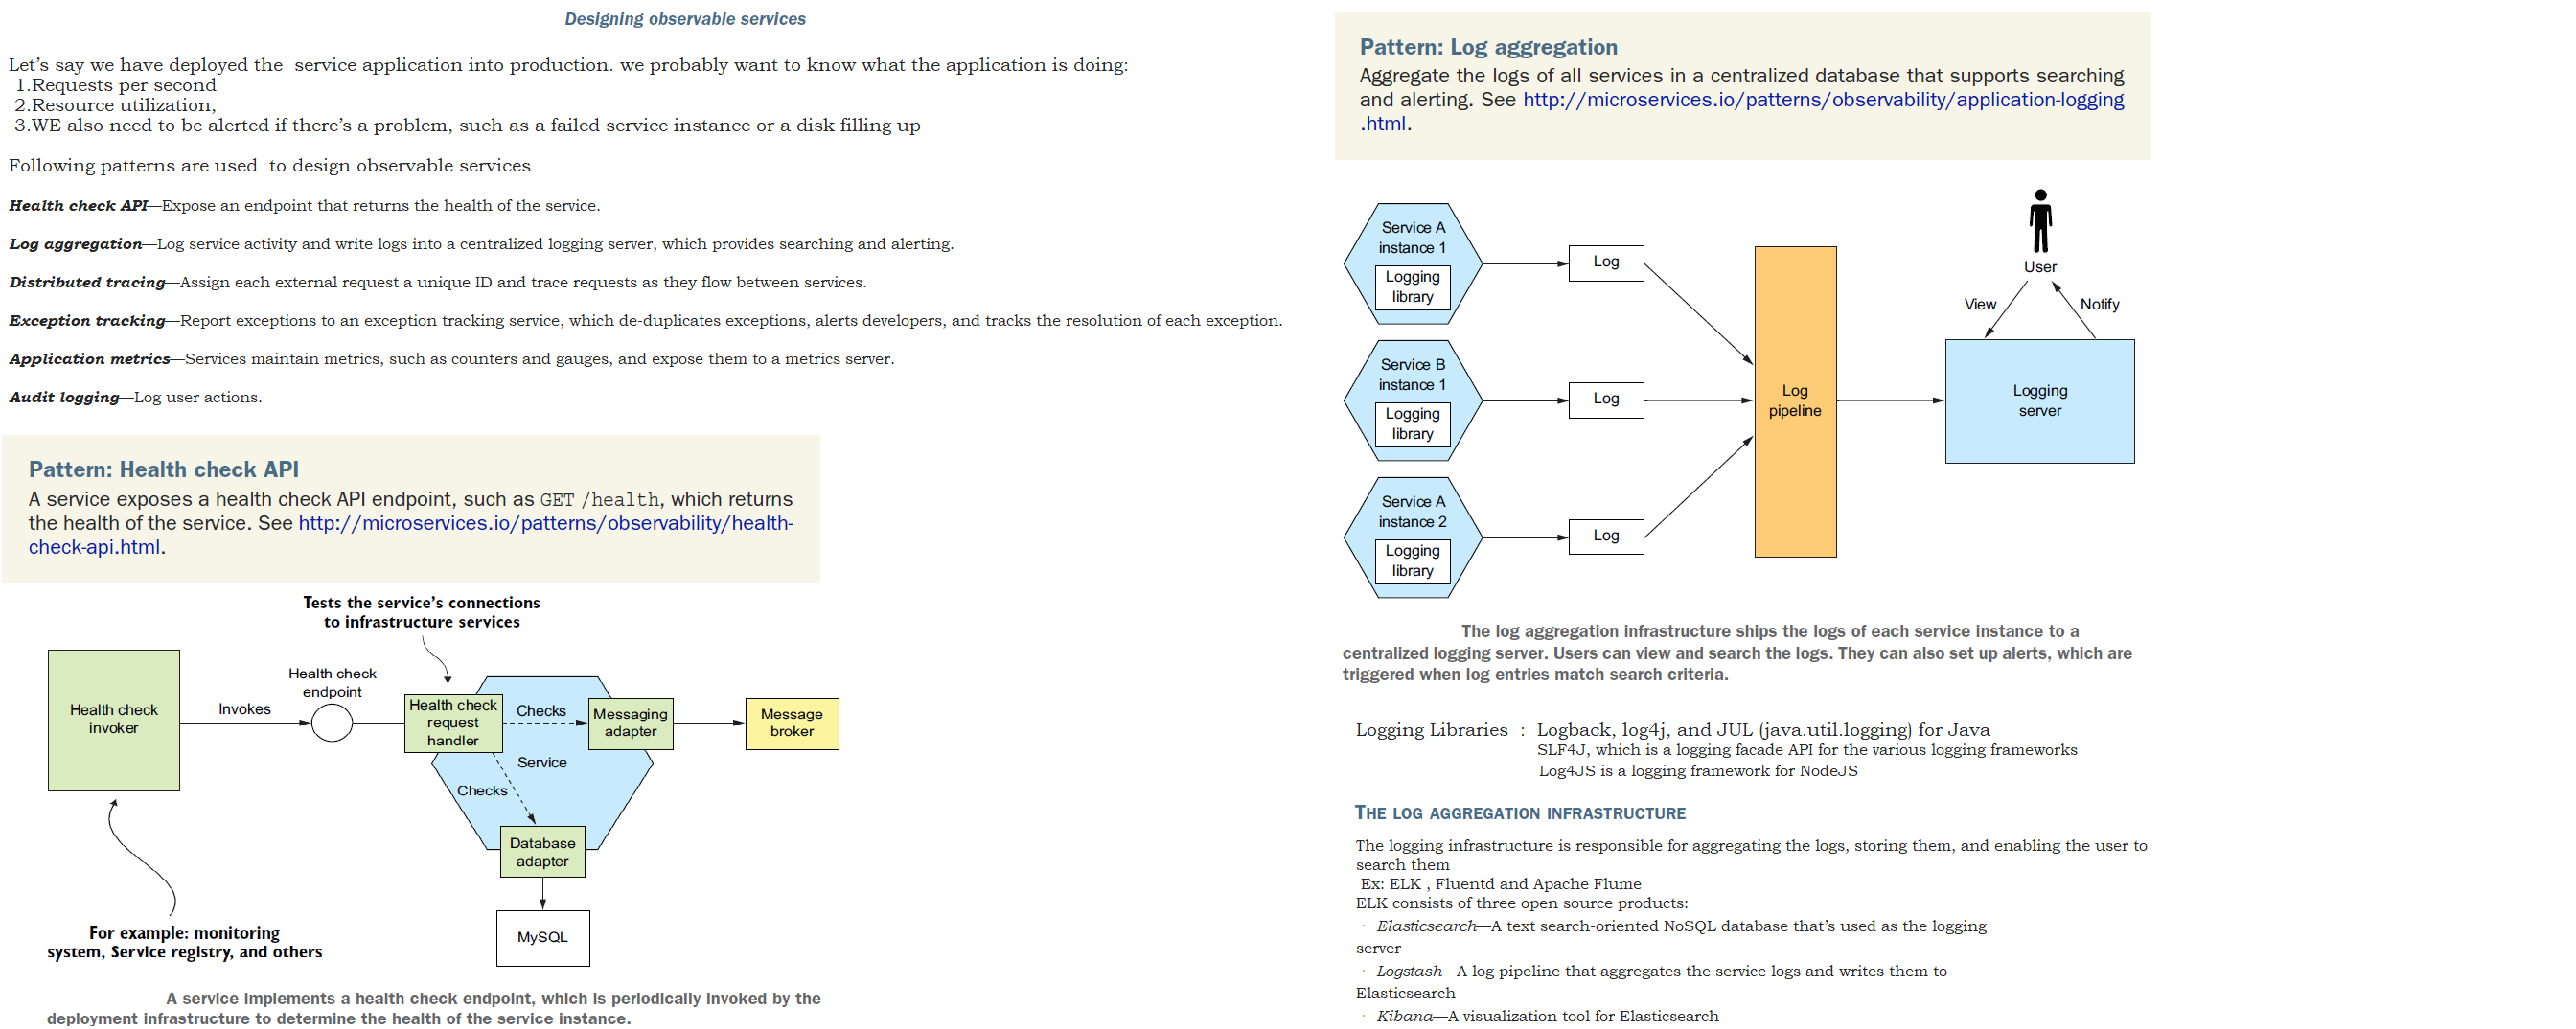 Designing observable services
Let’s say we have deployed the  service application into production. we probably want to know what the application is doing:
1.Requests per second
2.Resource utilization,
3.WE also need to be alerted if there’s a problem, such as a failed service instance or a disk filling up
Following patterns are used  to design observable services
Health check API—Expose an endpoint that returns the health of the service.
Log aggregation—Log service activity and write logs into a centralized logging server, which provides searching and alerting.
Distributed tracing—Assign each external request a unique ID and trace requests as they flow between services.
Exception tracking—Report exceptions to an exception tracking service, which de-duplicates exceptions, alerts developers, and tracks the resolution of each exception.
Application metrics—Services maintain metrics, such as counters and gauges, and expose them to a metrics server.
Audit logging—Log user actions.
Pattern: Health check API
A service exposes a health check API endpoint, such as GET /health, which returns
the health of the service. See http://microservices.io/patterns/observability/health-
check-api.html.
Tests the service’s connections
to infrastructure services
Health check
invoker
Invokes
Health check
endpoint
Health check
request
handler
Checks
Messaging
adapter
Message
broker
Service
Checks
Database
adapter
MySQL
For example: monitoring
system, Service registry, and others
A service implements a health check endpoint, which is periodically invoked by the
deployment infrastructure to determine the health of the service instance.
Pattern: Log aggregation
Aggregate the logs of all services in a centralized database that supports searching
and alerting. See http://microservices.io/patterns/observability/application-logging
.html.
Service A
instance 1
Logging
library
Log
Service B
instance 1
Logging
library
Log
Service A
instance 2
Logging
library
Log
Log
pipeline
User
View
Notify
Logging
server
The log aggregation infrastructure ships the logs of each service instance to a
centralized logging server. Users can view and search the logs. They can also set up alerts, which are
triggered when log entries match search criteria.
Logging Libraries  :  Logback, log4j, and JUL (java.util.logging) for Java
SLF4J, which is a logging facade API for the various logging frameworks
Log4JS is a logging framework for NodeJS
THE LOG AGGREGATION INFRASTRUCTURE
The logging infrastructure is responsible for aggregating the logs, storing them, and enabling the user to
search them
Ex: ELK , Fluentd and Apache Flume
ELK consists of three open source products:
· Elasticsearch—A text search-oriented NoSQL database that’s used as the logging
server
· Logstash—A log pipeline that aggregates the service logs and writes them to
Elasticsearch
· Kibana—A visualization tool for Elasticsearch